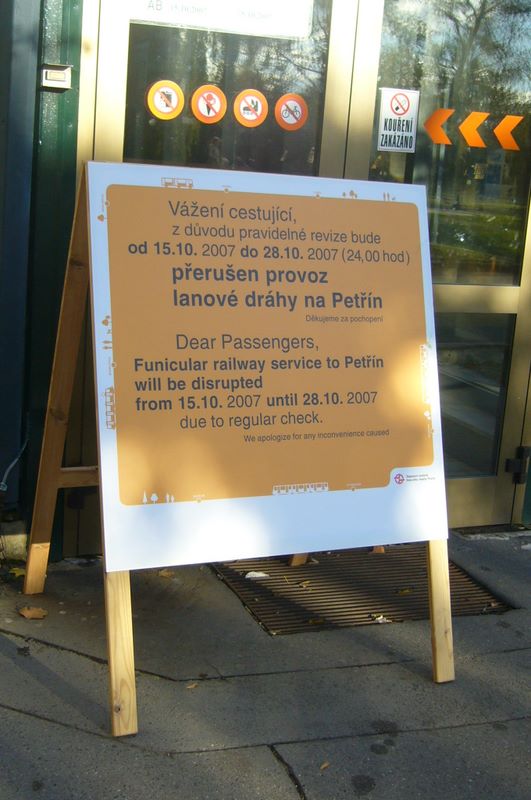 AB
KOUŘENÍ
ZAKÁZÁNO
Vážení cestující,
z důvodu pravidelné revize bude
od 15.10. 2007 do 28.10. 2007 (24,00 hod)
přerušen provoz
lanové dráhy na Petřín
Děkujeme za pochopení
Dear Passengers,
Funicular railway service to Petřín
will be disrupted
from 15.10. 2007 until 28.10. 2007
due to regular check.
We apologize for any inconvenience caused